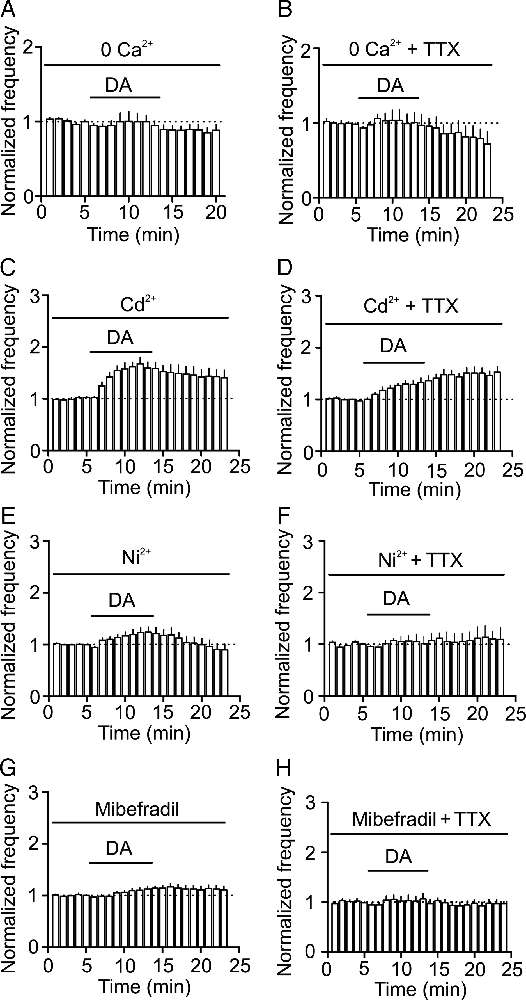 A
Normalized frequency
2
1
0
0 Ca²⁺
DA
0 5 10 15 20
Time (min)
B
Normalized frequency
2
1
0
0 Ca²⁺ + TTX
DA
0 5 10 15 20 25
Time (min)
C
Normalized frequency
3
2
1
0
Cd²⁺
DA
0 5 10 15 20 25
Time (min)
D
Normalized frequency
3
2
1
0
Cd²⁺ + TTX
DA
0 5 10 15 20 25
Time (min)
E
Normalized frequency
3
2
1
0
Ni²⁺
DA
0 5 10 15 20 25
Time (min)
F
Normalized frequency
3
2
1
0
Ni²⁺ + TTX
DA
0 5 10 15 20 25
Time (min)
G
Normalized frequency
3
2
1
0
Mibefradil
DA
0 5 10 15 20 25
Time (min)
H
Normalized frequency
3
2
1
0
Mibefradil + TTX
DA
0 5 10 15 20 25
Time (min)